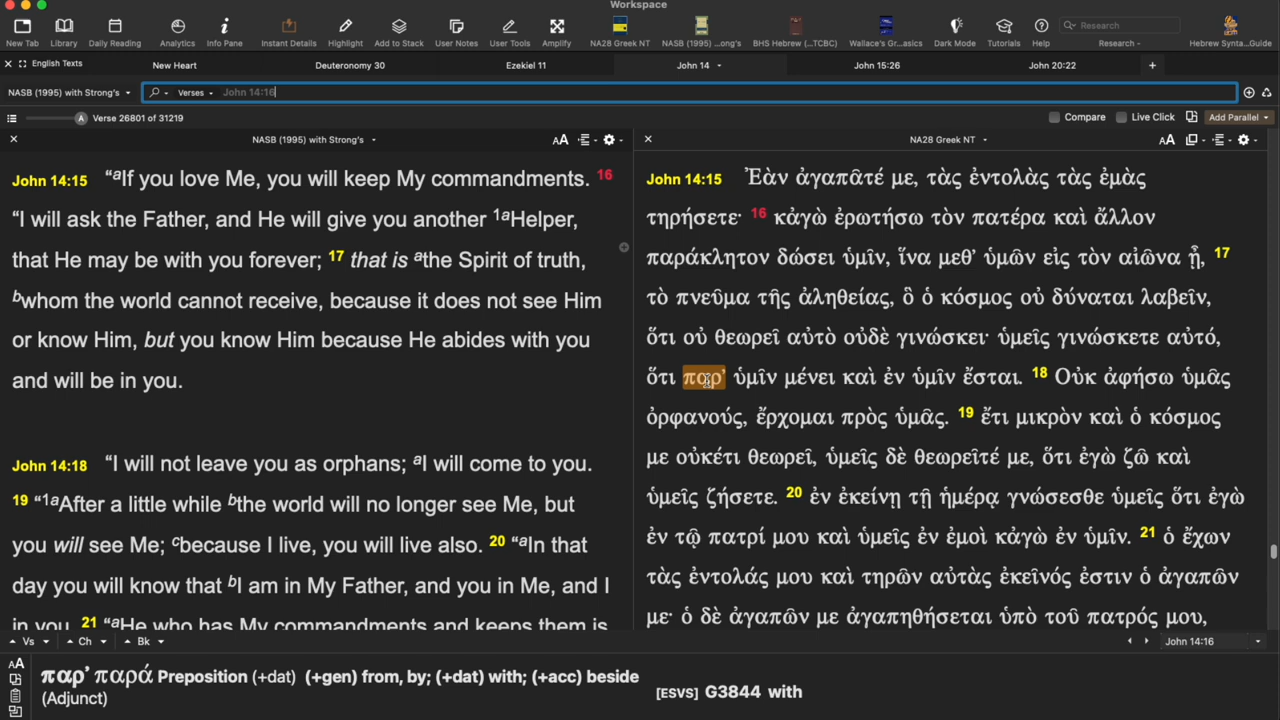 Workspace
New Tab Library Daily Reading Analytics Info Pane Instant Details Highlight Add to Stack User Notes User Tools Amplify NA28 Greek NT NASB (1995) ...ong's BHS Hebrew (...TCBC) Wallace's Gr...asics Dark Mode Tutorials Help Research Research Hebrew Synta...Guide
English Texts New Heart Deuteronomy 30 Ezekiel 11 John 14 John 15:26 John 20:22
NASB (1995) with Strong's Verses John 14:16
Verse 26801 of 31219 Compare Live Click Add Parallel
NASB (1995) with Strong's
John 14:15 “aIf you love Me, you will keep My commandments. 16
“I will ask the Father, and He will give you another 1aHelper,
that He may be with you forever; 17 that is athe Spirit of truth,
bwhom the world cannot receive, because it does not see Him
or know Him, but you know Him because He abides with you
and will be in you.
John 14:18 “I will not leave you as orphans; aI will come to you.
19 “1aAfter a little while bthe world will no longer see Me, but
you will see Me; cbecause I live, you will live also. 20 “aIn that
day you will know that bI am in My Father, and you in Me, and I
in you. 21 “aHe who has My commandments and keeps them is
NA28 Greek NT
John 14:15 Ἐὰν ἀγαπᾶτέ με, τὰς ἐντολὰς τὰς ἐμὰς
τηρήσετε· 16 κἀγὼ ἐρωτήσω τὸν πατέρα καὶ ἄλλον
παράκλητον δώσει ὑμῖν, ἵνα μεθ’ ὑμῶν εἰς τὸν αἰῶνα ᾖ, 17
τὸ πνεῦμα τῆς ἀληθείας, ὃ ὁ κόσμος οὐ δύναται λαβεῖν,
ὅτι οὐ θεωρεῖ αὐτὸ οὐδὲ γινώσκει· ὑμεῖς γινώσκετε αὐτό,
ὅτι παρ’ ὑμῖν μένει καὶ ἐν ὑμῖν ἔσται. 18 Οὐκ ἀφήσω ὑμᾶς
ὀρφανούς, ἔρχομαι πρὸς ὑμᾶς. 19 ἔτι μικρὸν καὶ ὁ κόσμος
με οὐκέτι θεωρεῖ, ὑμεῖς δὲ θεωρεῖτέ με, ὅτι ἐγὼ ζῶ καὶ
ὑμεῖς ζήσετε. 20 ἐν ἐκείνῃ τῇ ἡμέρᾳ γνώσεσθε ὑμεῖς ὅτι ἐγὼ
ἐν τῷ πατρί μου καὶ ὑμεῖς ἐν ἐμοὶ κἀγὼ ἐν ὑμῖν. 21 ὁ ἔχων
τὰς ἐντολάς μου καὶ τηρῶν αὐτὰς ἐκεῖνός ἐστιν ὁ ἀγαπῶν
με· ὁ δὲ ἀγαπῶν με ἀγαπηθήσεται ὑπὸ τοῦ πατρός μου,
Vs Ch Bk John 14:16
παρ’ παρά Preposition (+dat) (+gen) from, by; (+dat) with; (+acc) beside
(Adjunct)
[ESVS] G3844 with